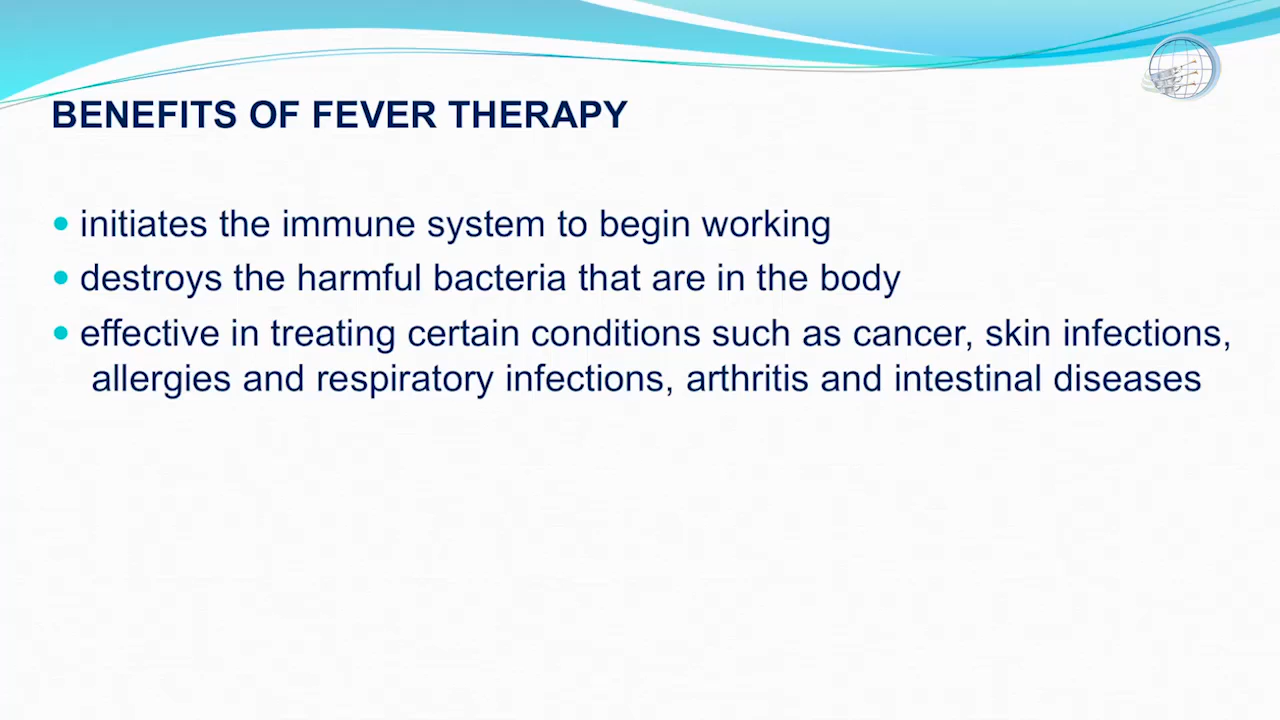 BENEFITS OF FEVER THERAPY
• initiates the immune system to begin working
• destroys the harmful bacteria that are in the body
• effective in treating certain conditions such as cancer, skin infections,
allergies and respiratory infections, arthritis and intestinal diseases